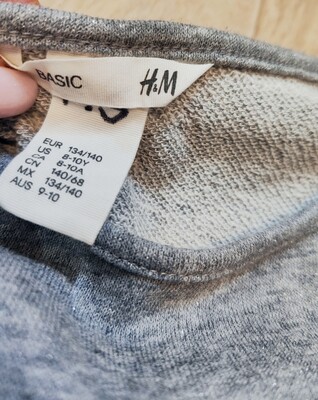 BASIC H&M
EUR 134/140
US 8-10Y
CA 8-10A
CN 140/68
MX 134/140
AUS 9-10